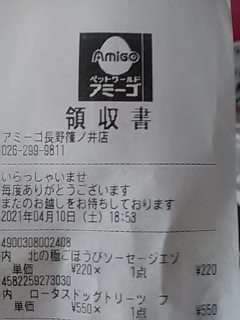 Amigo
ペットワールド
アミーゴ
領収書
アミーゴ長野篠ノ井店
026-299-9811
いらっしゃいませ
毎度ありがとうございます
またのお越しをお待ちしております
2021年04月10日(土) 18:53
4900308002408
内 北の極ごほうびソーセージエゾ
単価 ¥220× 1点 ¥220
4582259273030
内 ロータスドッグトリーツ フ
単価 ¥550× 1点 ¥550